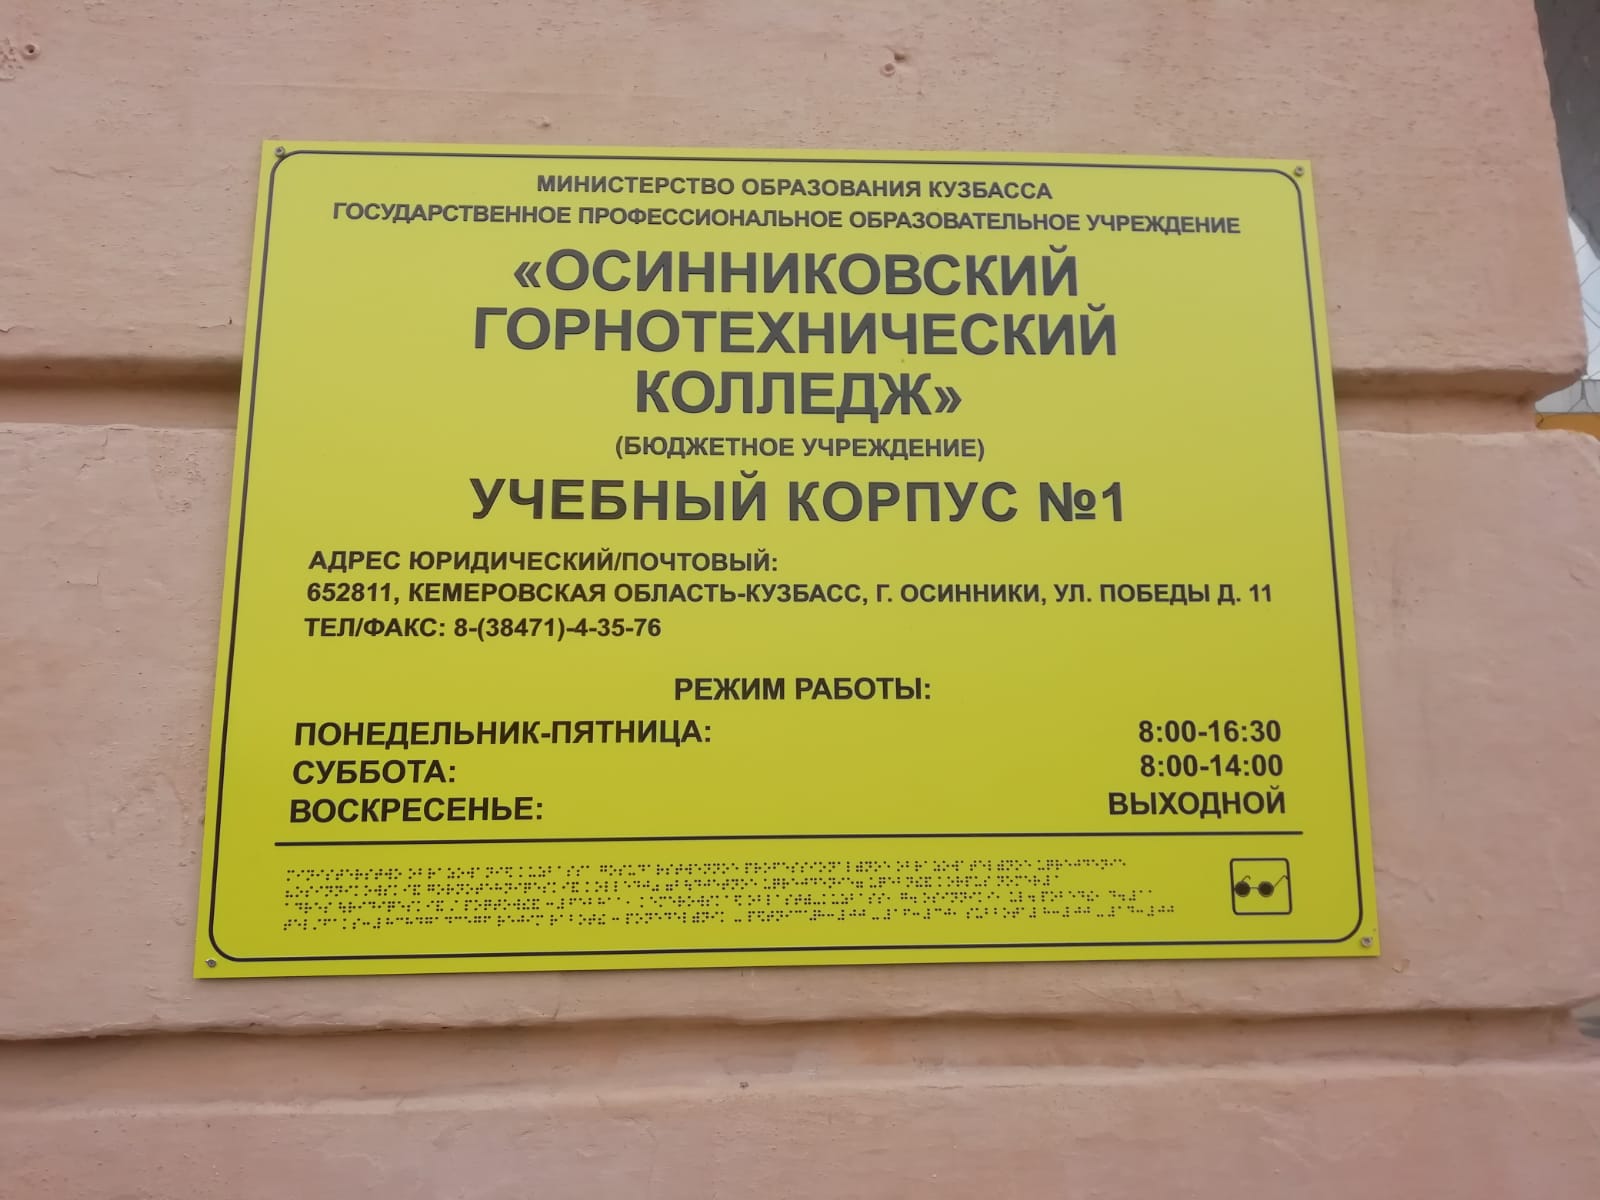 МИНИСТЕРСТВО ОБРАЗОВАНИЯ КУЗБАССА
ГОСУДАРСТВЕННОЕ ПРОФЕССИОНАЛЬНОЕ ОБРАЗОВАТЕЛЬНОЕ УЧРЕЖДЕНИЕ
«ОСИННИКОВСКИЙ
ГОРНОТЕХНИЧЕСКИЙ
КОЛЛЕДЖ»
(БЮДЖЕТНОЕ УЧРЕЖДЕНИЕ)
УЧЕБНЫЙ КОРПУС №1
АДРЕС ЮРИДИЧЕСКИЙ/ПОЧТОВЫЙ:
652811, КЕМЕРОВСКАЯ ОБЛАСТЬ-КУЗБАСС, Г. ОСИННИКИ, УЛ. ПОБЕДЫ Д. 11
ТЕЛ/ФАКС: 8-(38471)-4-35-76
РЕЖИМ РАБОТЫ:
ПОНЕДЕЛЬНИК-ПЯТНИЦА: 8:00-16:30
СУББОТА: 8:00-14:00
ВОСКРЕСЕНЬЕ: ВЫХОДНОЙ